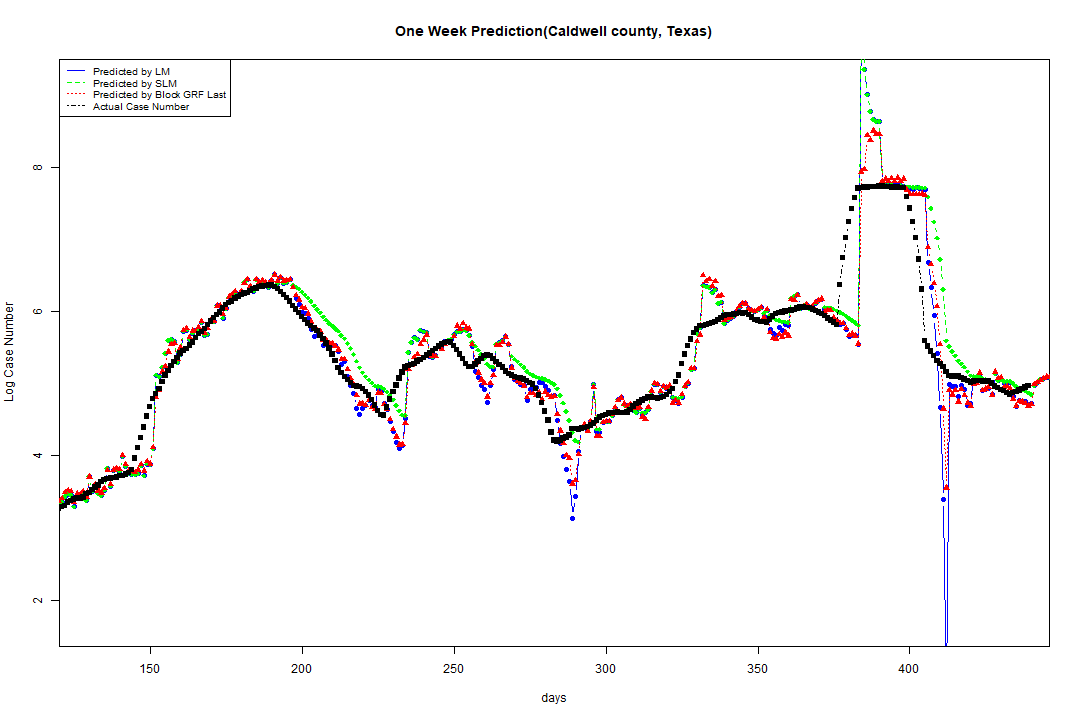 One Week Prediction(Caldwell county, Texas)
Predicted by LM
Predicted by SLM
Predicted by Block GRF Last
Actual Case Number
8
6
4
2
Log Case Number
150 200 250 300 350 400
days